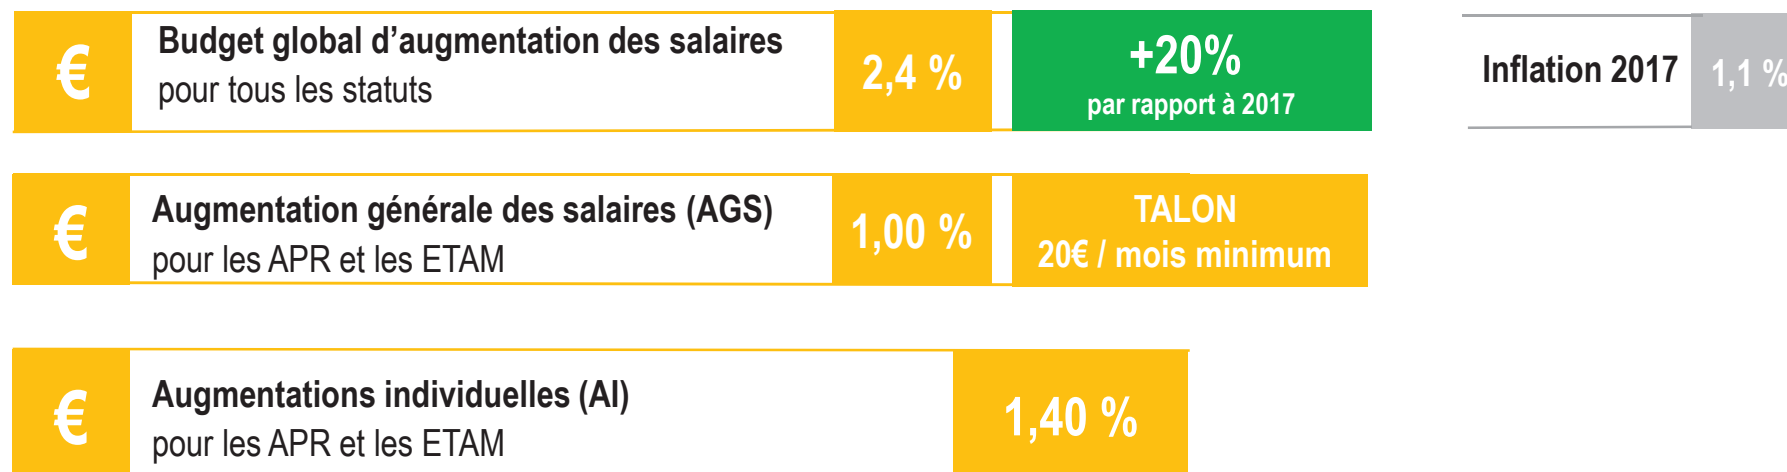 €
Budget global d’augmentation des salaires
pour tous les statuts
2,4 %
+20%
par rapport à 2017
Inflation 2017
1,1 %
€
Augmentation générale des salaires (AGS)
pour les APR et les ETAM
1,00 %
TALON
20€ / mois minimum
€
Augmentations individuelles (AI)
pour les APR et les ETAM
1,40 %